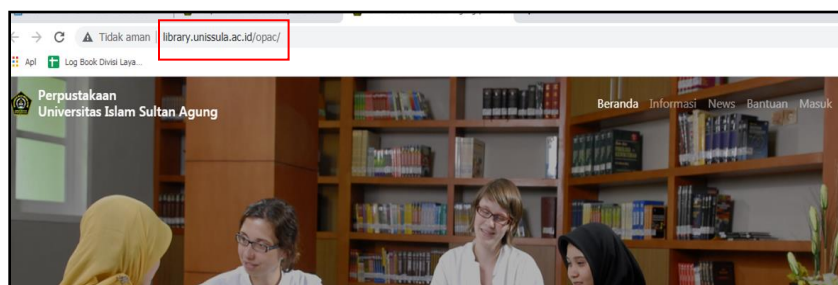 Tidak aman | library.unissula.ac.id/opac/
Apl Log Book Divisi Laya...
Perpustakaan
Universitas Islam Sultan Agung
Beranda Informasi News Bantuan Masuk